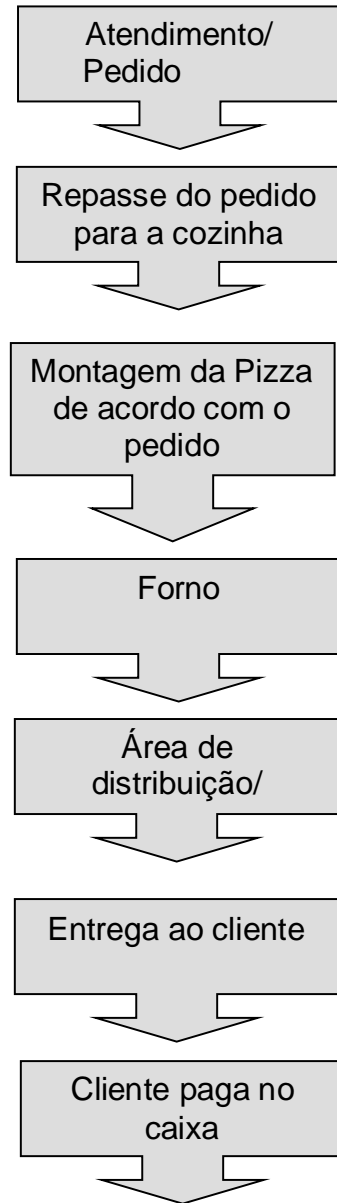 Atendimento/
Pedido
Repasse do pedido
para a cozinha
Montagem da Pizza
de acordo com o
pedido
Forno
Área de
distribuição/
Entrega ao cliente
Cliente paga no
caixa